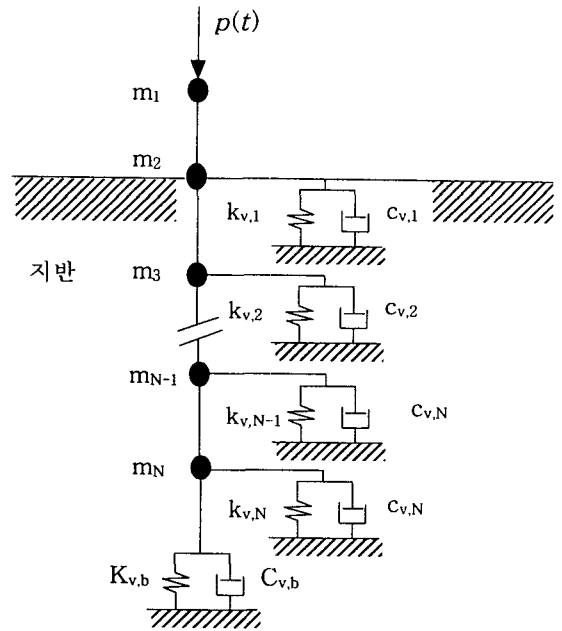 p(t)
m1
m2
kv,1
cv,1
지반
m3
kv,2
cv,2
mN-1
kv,N-1
cv,N
mN
kv,N
cv,N
Kv,b
Cv,b